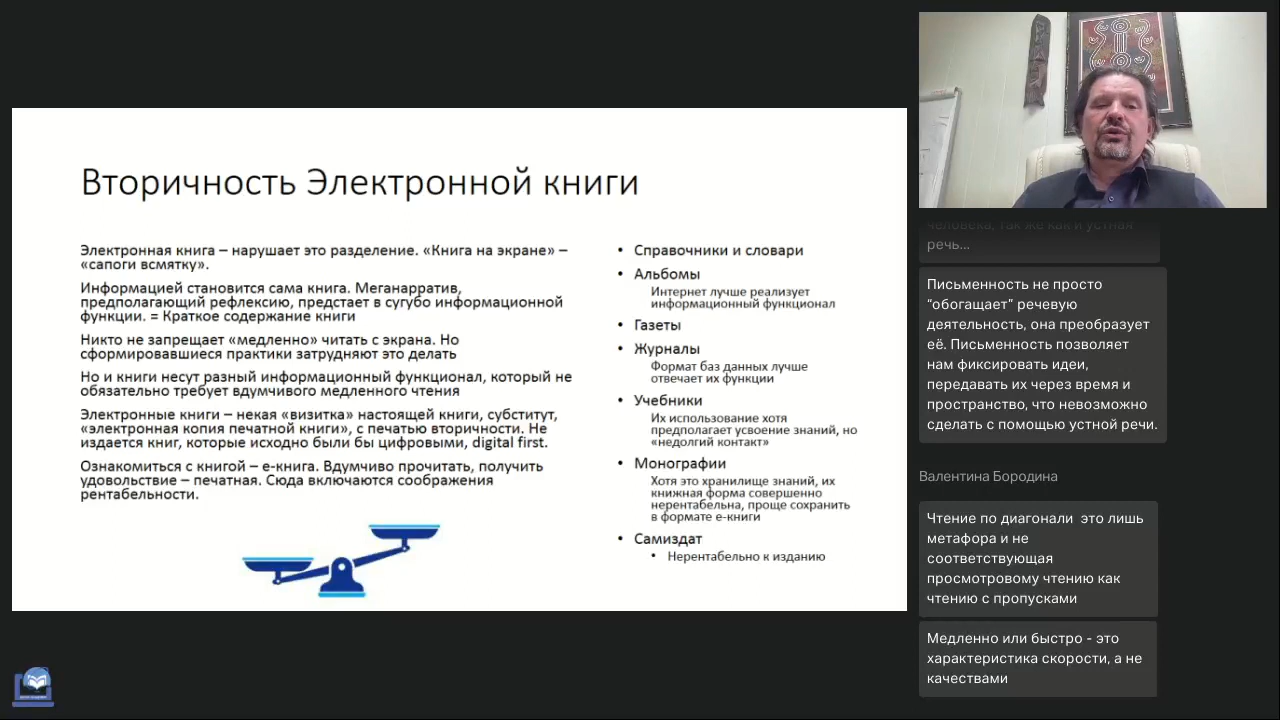 Вторичность Электронной книги
Электронная книга – нарушает это разделение. «Книга на экране» –
«сапоги всмятку».
Информацией становится сама книга. Меганарратив,
предполагающий рефлексию, предстает в сугубо информационной
функции. = Краткое содержание книги
Никто не запрещает «медленно» читать с экрана. Но
сформировавшиеся практики затрудняют это делать
Но и книги несут разный информационный функционал, который не
обязательно требует вдумчивого медленного чтения
Электронные книги – некая «визитка» настоящей книги, субститут,
«электронная копия печатной книги», с печатью вторичности. Не
издается книг, которые исходно были бы цифровыми, digital first.
Ознакомиться с книгой – е-книга. Вдумчиво прочитать, получить
удовольствие – печатная. Сюда включаются соображения
рентабельности.
• Справочники и словари
• Альбомы
Интернет лучше реализует
информационный функционал
• Газеты
• Журналы
Формат баз данных лучше
отвечает их функции
• Учебники
Их использование хотя
предполагает усвоение знаний, но
«недолгий контакт»
• Монографии
Хотя это хранилище знаний, их
книжная форма совершенно
нерентабельна, проще сохранить
в формате е-книги
• Самиздат
• Нерентабельно к изданию
человека, так же как и устная
речь...
Письменность не просто
“обогащает” речевую
деятельность, она преобразует
её. Письменность позволяет
нам фиксировать идеи,
передавать их через время и
пространство, что невозможно
сделать с помощью устной речи.
Валентина Бородина
Чтение по диагонали  это лишь
метафора и не
соответствующая
просмотровому чтению как
чтению с пропусками
Медленно или быстро - это
характеристика скорости, а не
качествами